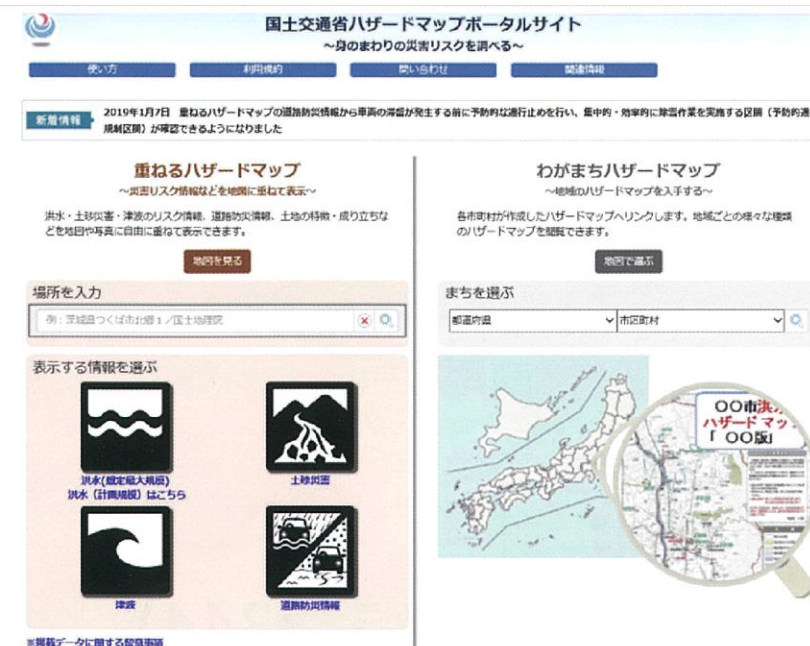 国土交通省ハザードマップポータルサイト
～身のまわりの災害リスクを調べる～
使い方
利用規約
問い合わせ
関連情報
新着情報
2019年1月7日　重ねるハザードマップの道路防災情報から車両の滞留が発生する前に予防的な通行止めを行い、集中的・効率的に除雪作業を実施する区間（予防的通
規制区間）が確認できるようになりました
重ねるハザードマップ
～災害リスク情報などを地図に重ねて表示～
洪水・土砂災害・津波のリスク情報、道路防災情報、土地の特徴・成り立ちな
どを地図や写真に自由に重ねて表示できます。
地図を見る
場所を入力
例：茨城県つくば市北郷１／国土地理院
表示する情報を選ぶ
洪水(想定最大規模)
洪水（計画規模）はこちら
土砂災害
津波
道路防災情報
※掲載データに関する留意事項
わがまちハザードマップ
～地域のハザードマップを入手する～
各市町村が作成したハザードマップへリンクします。地域ごとの様々な種類
のハザードマップを閲覧できます。
地図で選ぶ
まちを選ぶ
都道府県
市区町村
〇〇市洪
ハザードマッ
「 〇〇版」